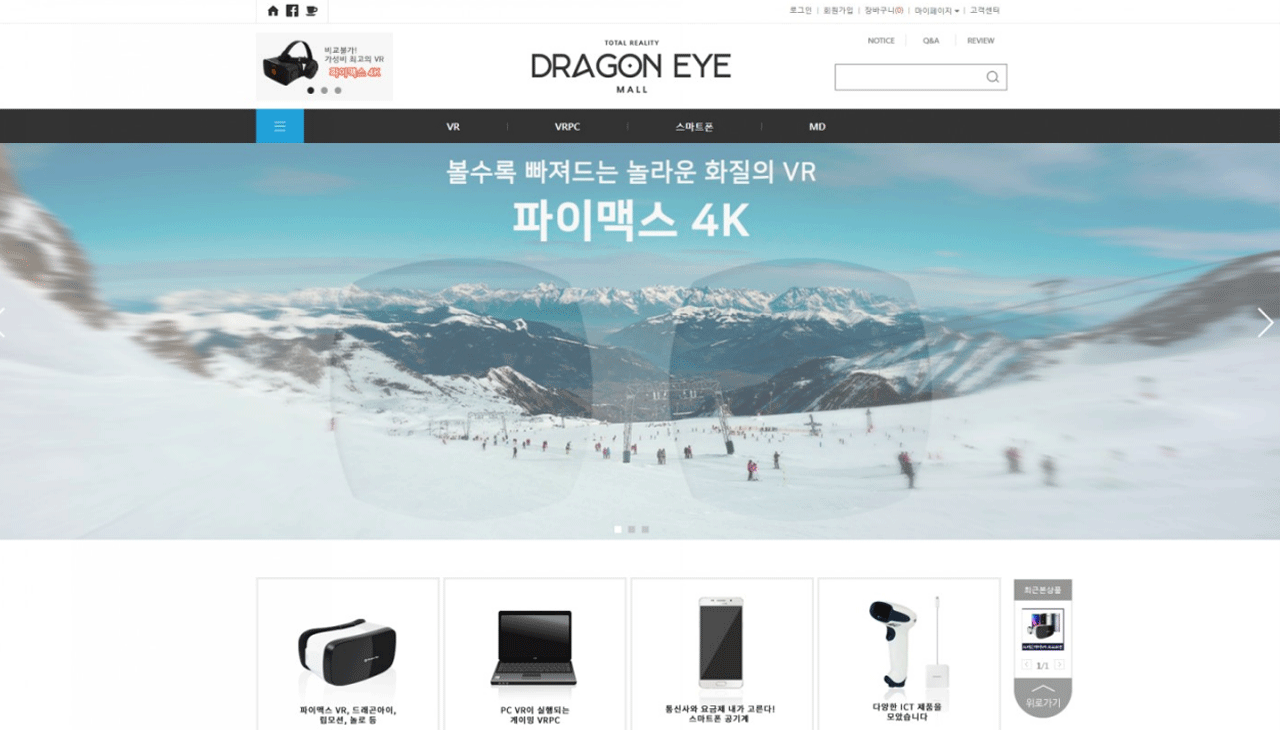 로그인 | 회원가입 | 장바구니(0) | 마이페이지 | 고객센터
비교불가!
가성비 최고의 VR
파이맥스 4K
TOTAL REALITY
DRAGON EYE
MALL
NOTICE Q&A REVIEW
VR VRPC 스마트폰 MD
볼수록 빠져드는 놀라운 화질의 VR
파이맥스 4K
파이맥스 VR, 드래곤아이,
립모션, 놀로 등
PC VR이 실행되는
게이밍 VRPC
통신사와 요금제 내가 고른다!
스마트폰 공기계
다양한 ICT 제품을
모았습니다
최근본상품
1/1
위로가기